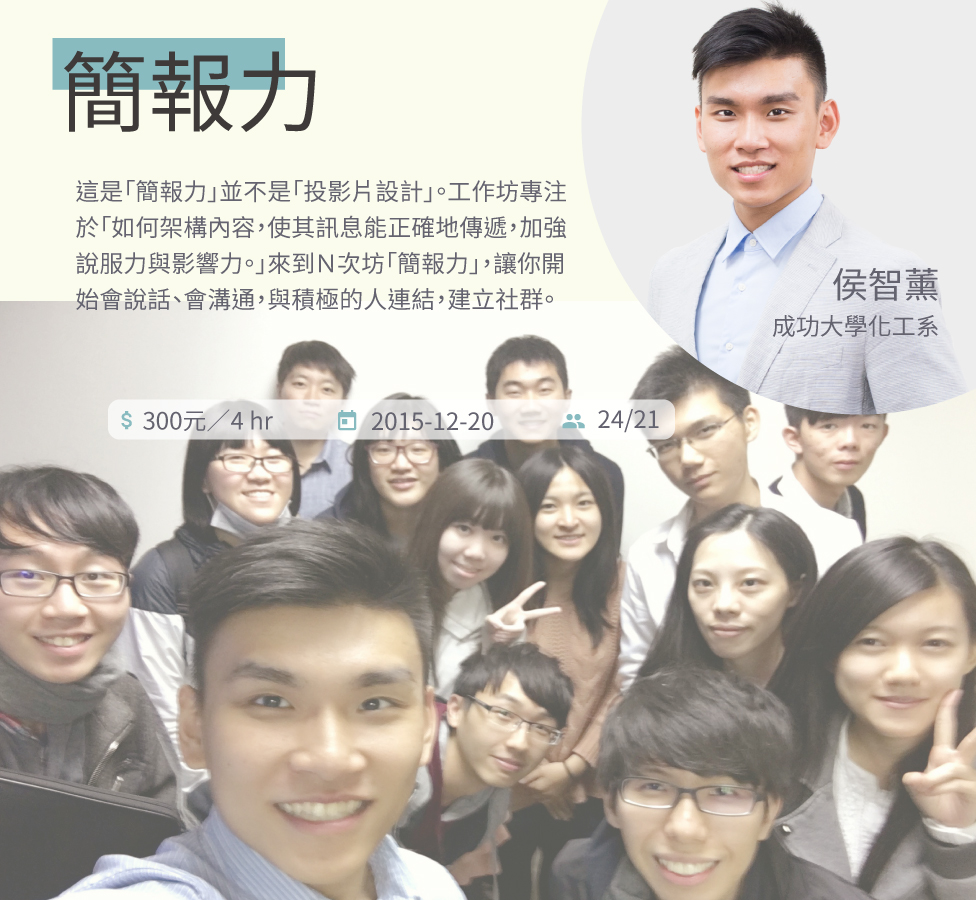 簡報力
這是「簡報力」並不是「投影片設計」。工作坊專注
於「如何架構內容，使其訊息能正確地傳遞，加強
說服力與影響力。」來到N次坊「簡報力」，讓你開
始會說話、會溝通，與積極的人連結，建立社群。
侯智薰
成功大學化工系
$ 300元／4 hr
2015-12-20
24/21